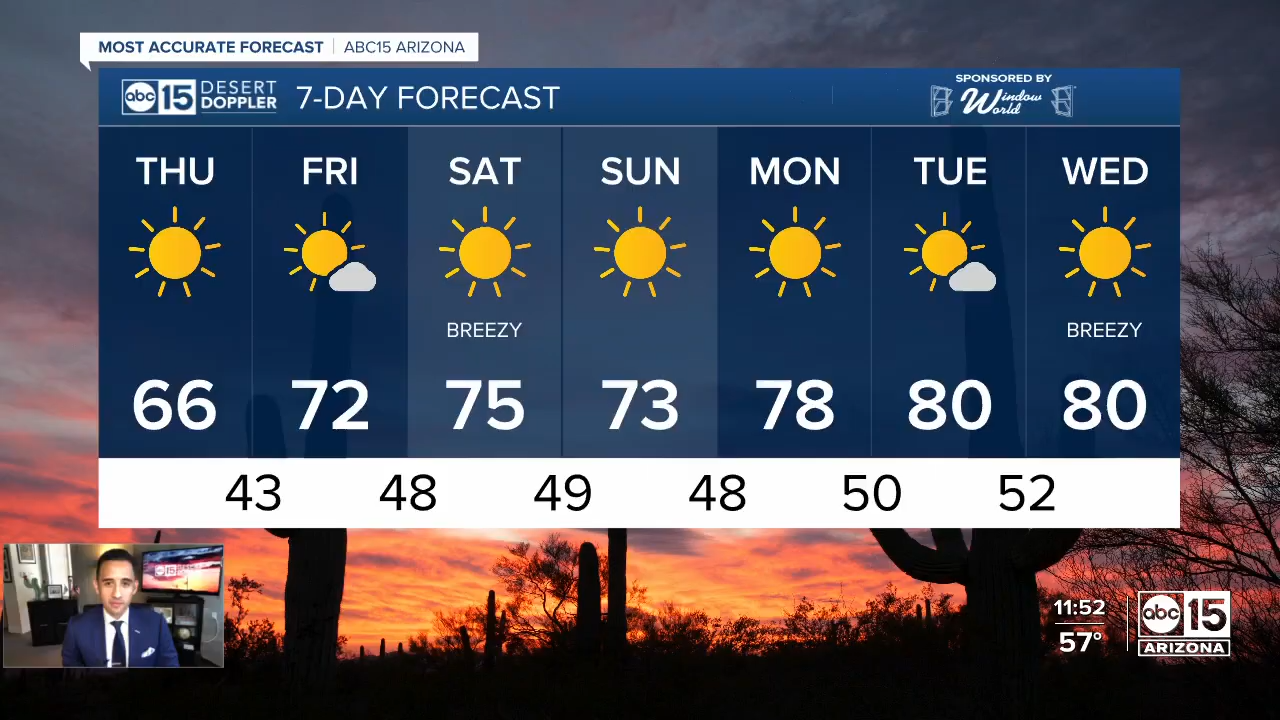 MOST ACCURATE FORECAST | ABC15 ARIZONA
abc 15 DESERT DOPPLER 7-DAY FORECAST
SPONSORED BY
Window World
THU FRI SAT SUN MON TUE WED
BREEZY BREEZY
66 72 75 73 78 80 80
43 48 49 48 50 52
11:52
57°
abc 15
ARIZONA